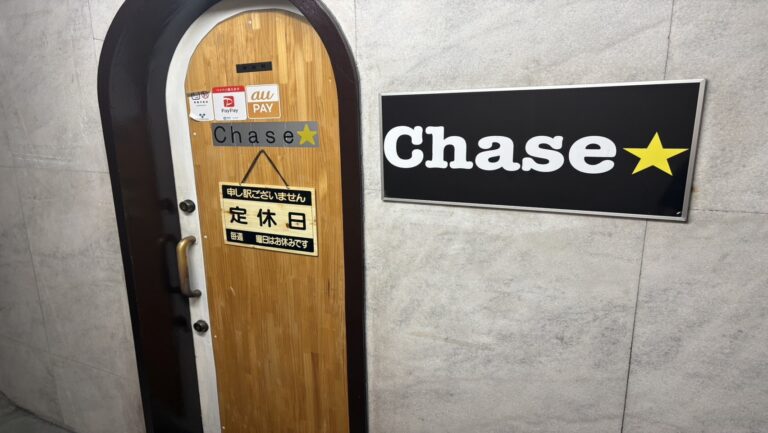 PayPay
au
PAY
Chase★
申し訳ございません
定休日
毎週 曜日はお休みです
Chase★